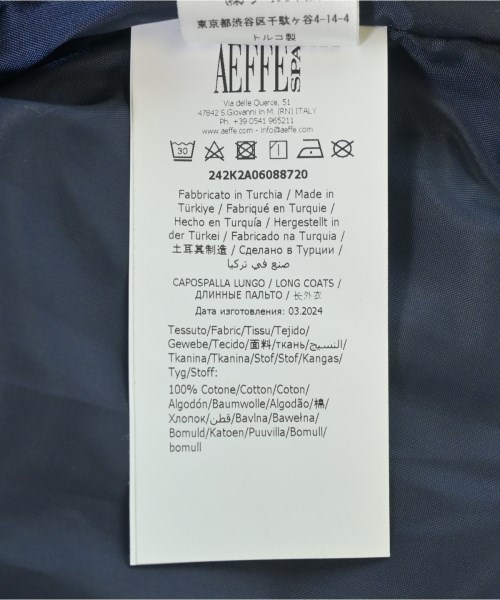 東京都渋谷区千駄ヶ谷4-14-4
トルコ製
AEFFE SPA
Via delle Querce, 51
47842 S.Giovanni in M. (RN) ITALY
Ph. +39 0541 965211
www.aeffe.com - info@aeffe.com
30
242K2A06088720
Fabbricato in Turchia / Made in
Türkiye / Fabriqué en Turquie /
Hecho en Turquía / Hergestellt in
der Türkei / Fabricado na Turquia /
土耳其制造 / Сделано в Турции /
صنع في تركيا
CAPOSPALLA LUNGO / LONG COATS /
ДЛИННЫЕ ПАЛЬТО / 长外衣
Дата изготовления: 03.2024
Tessuto/Fabric/Tissu/Tejido/
Gewebe/Tecido/面料/ткань/النسيج/
Tkanina/Tkanina/Stof/Stof/Kangas/
Tyg/Stoff:
100% Cotone/Cotton/Coton/
Algodón/Baumwolle/Algodão/棉/
Хлопок/قطن/Bavlna/Bawełna/
Bomuld/Katoen/Puuvilla/Bomull/
bomull